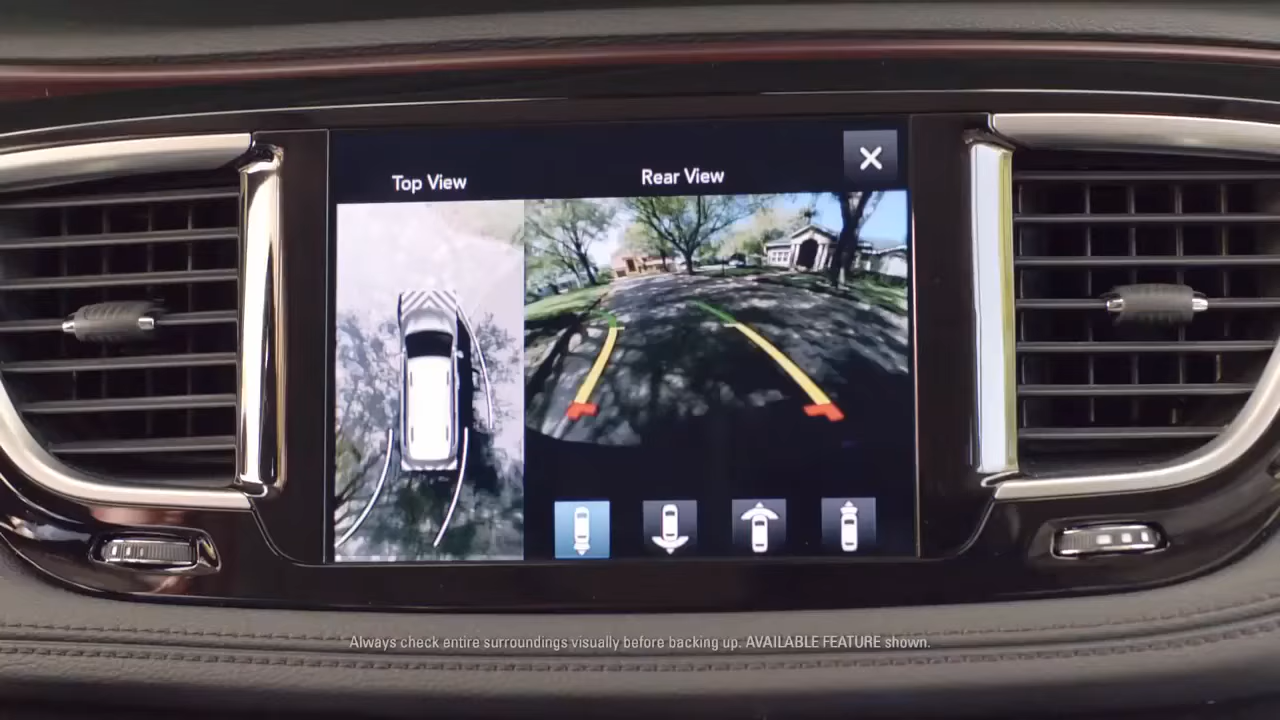 Top View
Rear View
Always check entire surroundings visually before backing up. AVAILABLE FEATURE shown.